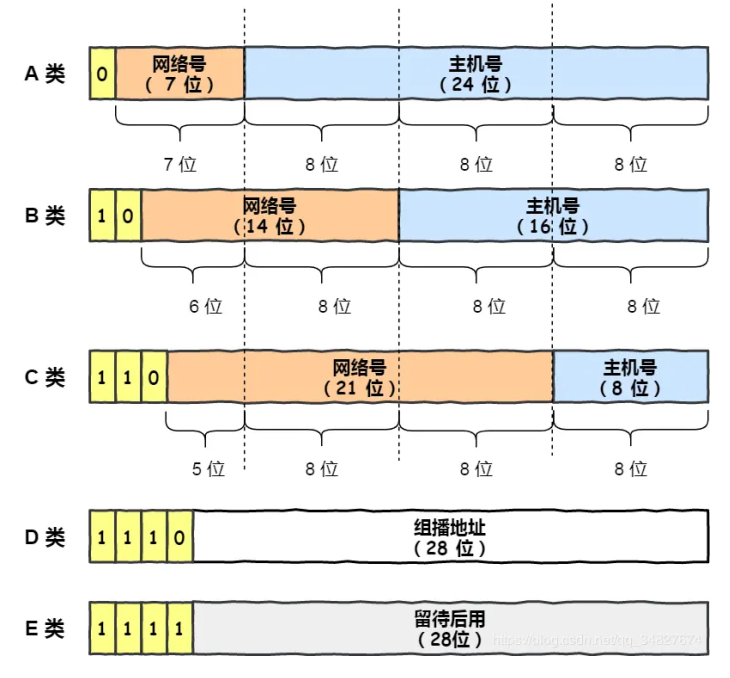 A 类
0
网络号
（ 7 位）
主机号
（24 位）
7 位
8 位
8 位
8 位
B 类
1 0
网络号
（14 位）
主机号
（16 位）
6 位
8 位
8 位
8 位
C 类
1 1 0
网络号
（21 位）
主机号
（8 位）
5 位
8 位
8 位
8 位
D 类
1 1 1 0
组播地址
（28 位）
E 类
1 1 1 1
留待后用
（28位）
https://blog.csdn.net/qq_34827674